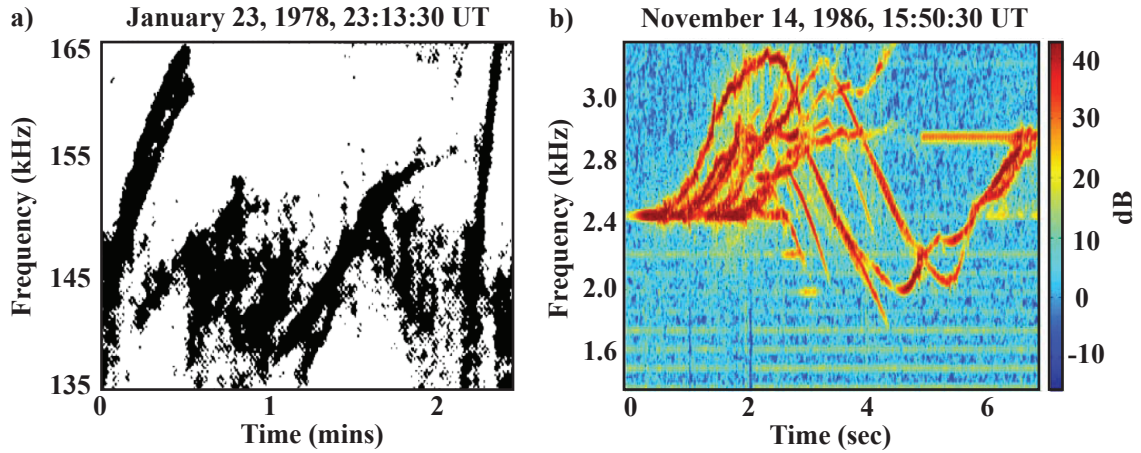 a) January 23, 1978, 23:13:30 UT
165
155
145
135
Frequency (kHz)
0 1 2
Time (mins)
b) November 14, 1986, 15:50:30 UT
3.0
2.8
2.4
2.0
1.6
Frequency (kHz)
0 2 4 6
Time (sec)
40
30
20
10
0
-10
dB